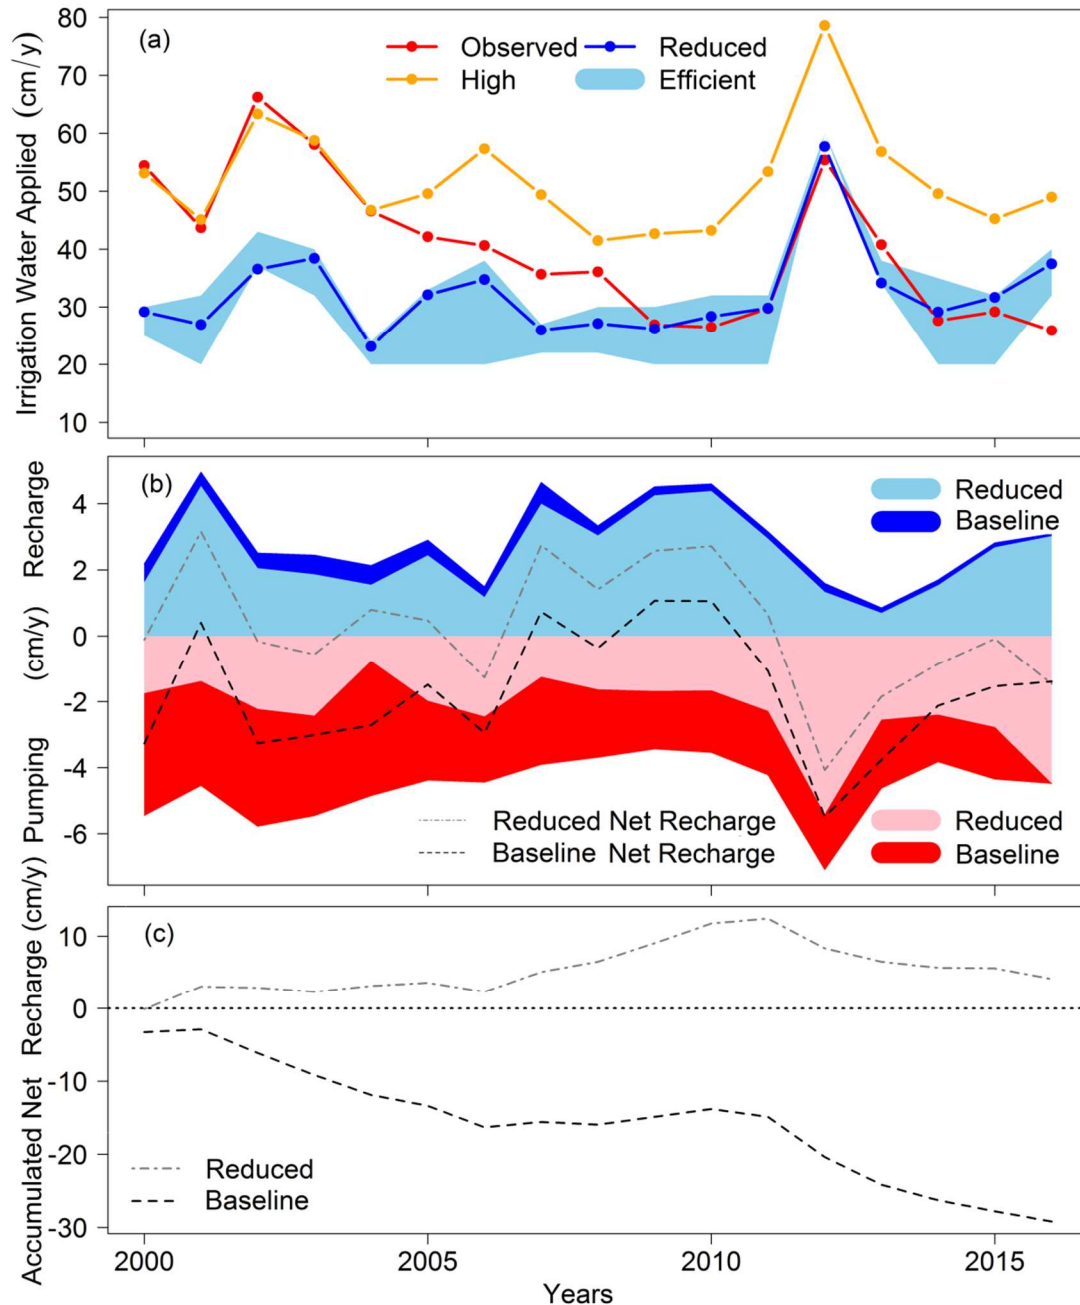 (a)
Observed Reduced
High Efficient
80
70
60
50
40
30
20
10
Irrigation Water Applied (cm/y)
(b)
Reduced
Baseline
4
2
0
-2
-4
-6
Pumping (cm/y) Recharge
Reduced Net Recharge
Baseline Net Recharge
Reduced
Baseline
(c)
10
0
-10
-20
-30
Accumulated Net Recharge (cm/y)
Reduced
Baseline
2000 2005 2010 2015
Years